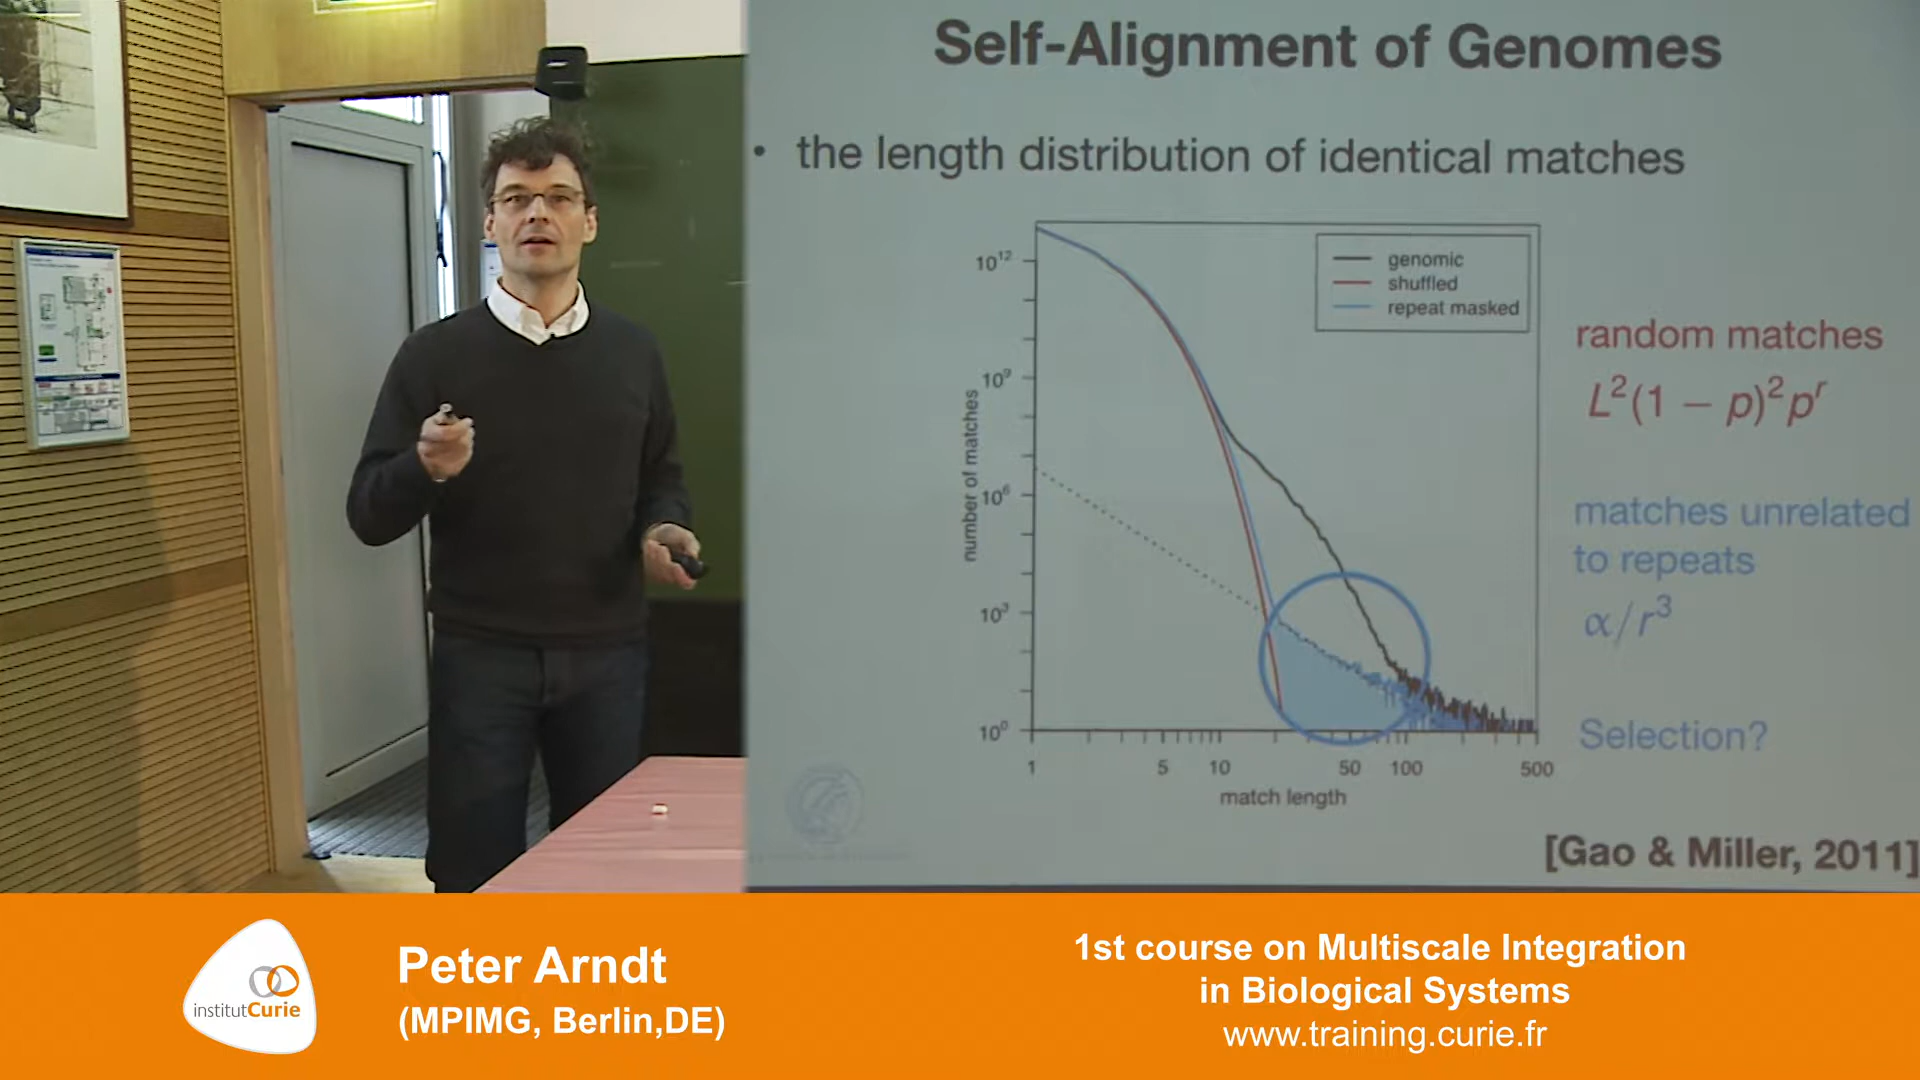 Self-Alignment of Genomes
• the length distribution of identical matches
genomic
shuffled
repeat masked
number of matches
10¹²
10⁹
10⁶
10³
10⁰
1 5 10 50 100 500
match length
random matches
L²(1 − p)²pʳ
matches unrelated
to repeats
α/r³
Selection?
[Gao & Miller, 2011]
institutCurie
Peter Arndt
(MPIMG, Berlin,DE)
1st course on Multiscale Integration
in Biological Systems
www.training.curie.fr